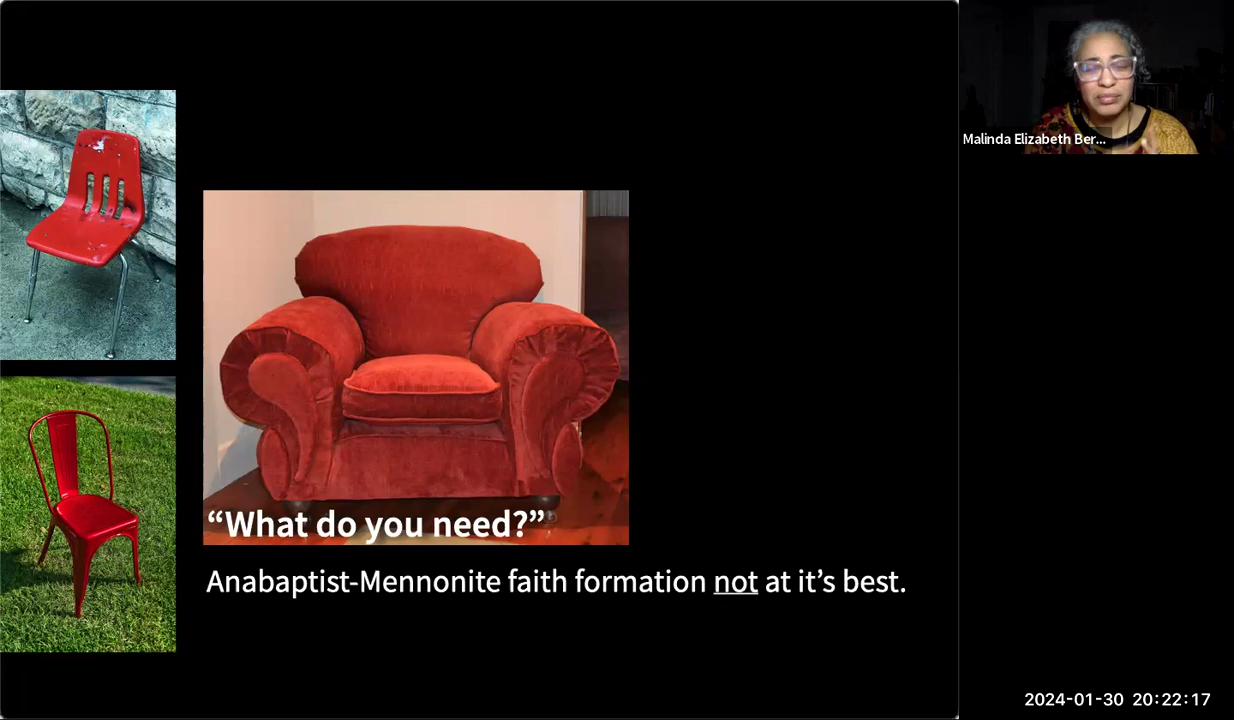 Malinda Elizabeth Ber...
“What do you need?”
Anabaptist-Mennonite faith formation not at it’s best.
2024-01-30 20:22:17